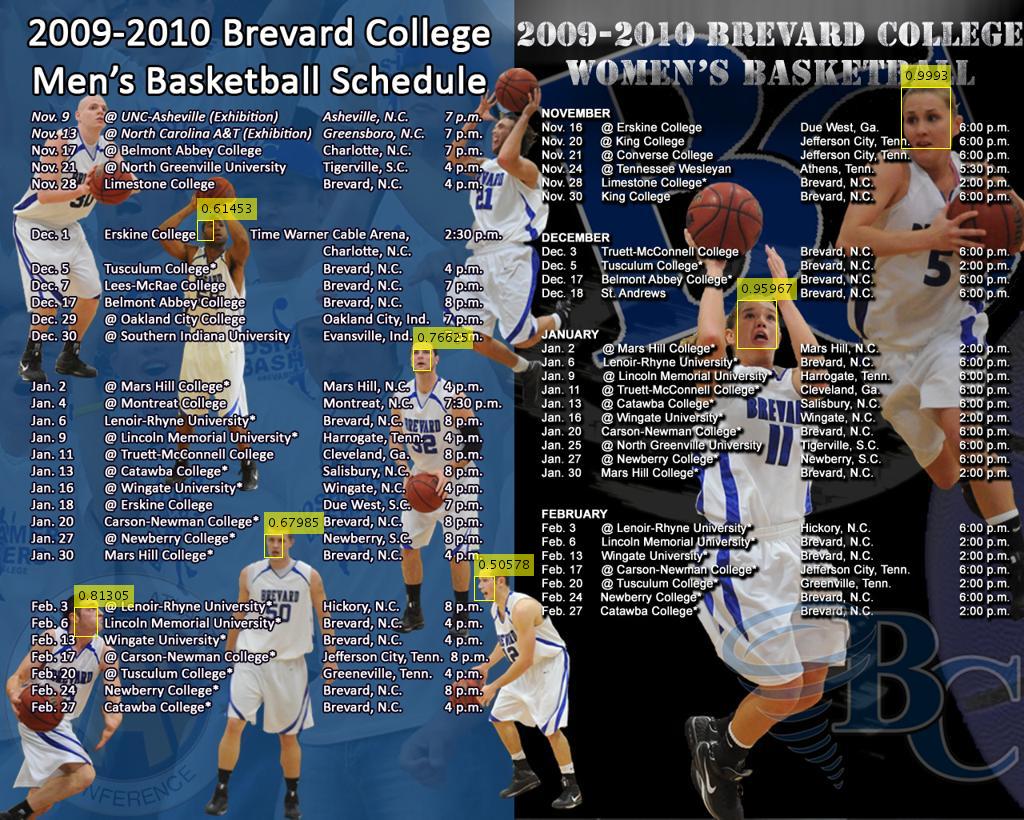 2009-2010 Brevard College
Men's Basketball Schedule
Nov. 9 @ UNC-Asheville (Exhibition) Asheville, N.C. 7 p.m.
Nov. 13 @ North Carolina A&T (Exhibition) Greensboro, N.C. 7 p.m.
Nov. 17 @ Belmont Abbey College Charlotte, N.C. 7 p.m.
Nov. 21 @ North Greenville University Tigerville, S.C. 4 p.m.
Nov. 28 Limestone College Brevard, N.C. 4 p.m.
Dec. 1 Erskine College Time Warner Cable Arena, 2:30 p.m.
Charlotte, N.C.
Dec. 5 Tusculum College* Brevard, N.C. 4 p.m.
Dec. 7 Lees-McRae College Brevard, N.C. 7 p.m.
Dec. 17 Belmont Abbey College Brevard, N.C. 8 p.m.
Dec. 29 @ Oakland City College Oakland City, Ind. 7 p.m.
Dec. 30 @ Southern Indiana University Evansville, Ind.
Jan. 2 @ Mars Hill College* Mars Hill, N.C. 4 p.m.
Jan. 4 @ Montreat College Montreat, N.C. 7:30 p.m.
Jan. 6 Lenoir-Rhyne University* Brevard, N.C. 8 p.m.
Jan. 9 @ Lincoln Memorial University* Harrogate, Tenn. 4 p.m.
Jan. 11 @ Truett-McConnell College Cleveland, Ga. 8 p.m.
Jan. 13 @ Catawba College* Salisbury, N.C. 8 p.m.
Jan. 16 @ Wingate University* Wingate, N.C. 4 p.m.
Jan. 18 @ Erskine College Due West, S.C. 7 p.m.
Jan. 20 Carson-Newman College* Brevard, N.C. 8 p.m.
Jan. 27 @ Newberry College* Newberry, S.C. 8 p.m.
Jan. 30 Mars Hill College* Brevard, N.C. 4 p.m.
Feb. 3 @ Lenoir-Rhyne University* Hickory, N.C. 8 p.m.
Feb. 6 Lincoln Memorial University* Brevard, N.C. 4 p.m.
Feb. 13 Wingate University* Brevard, N.C. 4 p.m.
Feb. 17 @ Carson-Newman College* Jefferson City, Tenn. 8 p.m.
Feb. 20 @ Tusculum College* Greeneville, Tenn. 4 p.m.
Feb. 24 Newberry College* Brevard, N.C. 8 p.m.
Feb. 27 Catawba College* Brevard, N.C. 4 p.m.
2009-2010 BREVARD COLLEGE
WOMEN'S BASKETBALL
NOVEMBER
Nov. 16 @ Erskine College Due West, Ga. 6:00 p.m.
Nov. 20 @ King College Jefferson City, Tenn. 6:00 p.m.
Nov. 21 @ Converse College Jefferson City, Tenn. 6:00 p.m.
Nov. 24 @ Tennessee Wesleyan Athens, Tenn. 5:30 p.m.
Nov. 28 Limestone College* Brevard, N.C. 2:00 p.m.
Nov. 30 King College Brevard, N.C. 6:00 p.m.
DECEMBER
Dec. 3 Truett-McConnell College Brevard, N.C. 6:00 p.m.
Dec. 5 Tusculum College* Brevard, N.C. 2:00 p.m.
Dec. 17 Belmont Abbey College* Brevard, N.C. 6:00 p.m.
Dec. 18 St. Andrews Brevard, N.C. 6:00 p.m.
JANUARY
Jan. 2 @ Mars Hill College* Mars Hill, N.C. 2:00 p.m.
Jan. 6 Lenoir-Rhyne University* Brevard, N.C. 6:00 p.m.
Jan. 9 @ Lincoln Memorial University Harrogate, Tenn. 2:00 p.m.
Jan. 11 @ Truett-McConnell College* Cleveland, Ga. 6:00 p.m.
Jan. 13 @ Catawba College* Salisbury, N.C. 6:00 p.m.
Jan. 16 @ Wingate University* Wingate, N.C. 2:00 p.m.
Jan. 20 Carson-Newman College* Brevard, N.C. 6:00 p.m.
Jan. 25 @ North Greenville University Tigerville, S.C. 6:00 p.m.
Jan. 27 @ Newberry College* Newberry, S.C. 6:00 p.m.
Jan. 30 Mars Hill College* Brevard, N.C. 2:00 p.m.
FEBRUARY
Feb. 3 @ Lenoir-Rhyne University* Hickory, N.C. 6:00 p.m.
Feb. 6 Lincoln Memorial University* Brevard, N.C. 2:00 p.m.
Feb. 13 Wingate University* Brevard, N.C. 2:00 p.m.
Feb. 17 @ Carson-Newman College* Jefferson City, Tenn. 6:00 p.m.
Feb. 20 @ Tusculum College* Greenville, Tenn. 2:00 p.m.
Feb. 24 Newberry College* Brevard, N.C. 6:00 p.m.
Feb. 27 Catawba College* Brevard, N.C. 2:00 p.m.
0.9993
0.61453
0.95967
0.76625
0.67985
0.50578
0.81305
21
5
BREVARD
11
32
BREVARD
50
BC
NFERENCE